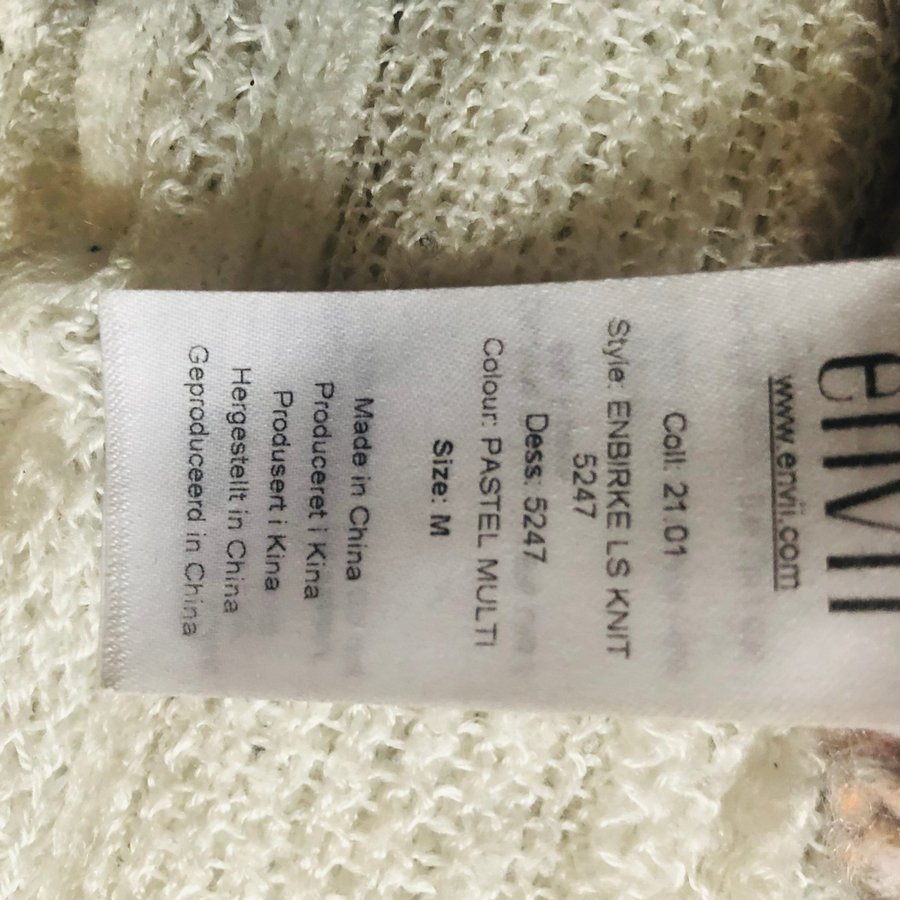 envii
www.envii.com
Coll: 21.01
Style: ENBIRKE LS KNIT
5247
Dess: 5247
Colour: PASTEL MULTI
Size: M
Made in China
Produceret i Kina
Produsert i Kina
Hergestellt in China
Geproduceerd in China